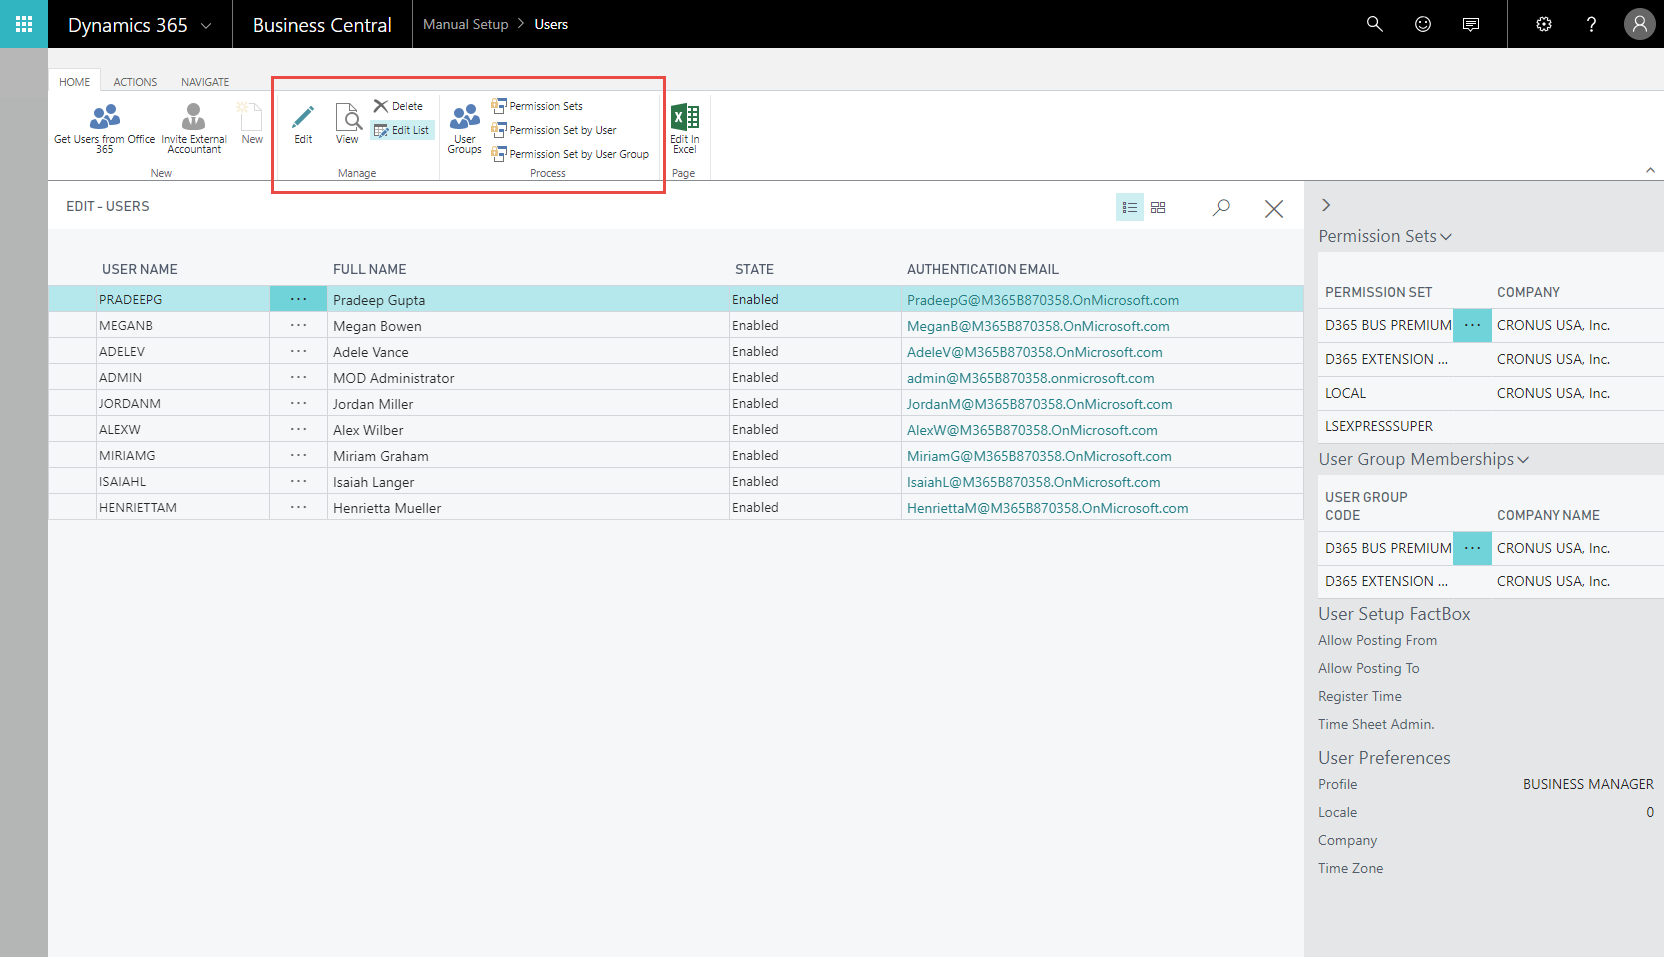 Dynamics 365
Business Central
Manual Setup > Users
HOME ACTIONS NAVIGATE
Get Users from Office 365
Invite External Accountant
New
New
Edit
View
Delete
Edit List
Manage
User Groups
Permission Sets
Permission Set by User
Permission Set by User Group
Process
Edit In Excel
Page
EDIT - USERS
USER NAME FULL NAME STATE AUTHENTICATION EMAIL
PRADEEPG ··· Pradeep Gupta Enabled PradeepG@M365B870358.OnMicrosoft.com
MEGANB ··· Megan Bowen Enabled MeganB@M365B870358.OnMicrosoft.com
ADELEV ··· Adele Vance Enabled AdeleV@M365B870358.OnMicrosoft.com
ADMIN ··· MOD Administrator Enabled admin@M365B870358.onmicrosoft.com
JORDANM ··· Jordan Miller Enabled JordanM@M365B870358.OnMicrosoft.com
ALEXW ··· Alex Wilber Enabled AlexW@M365B870358.OnMicrosoft.com
MIRIAMG ··· Miriam Graham Enabled MiriamG@M365B870358.OnMicrosoft.com
ISAIAHL ··· Isaiah Langer Enabled IsaiahL@M365B870358.OnMicrosoft.com
HENRIETTAM ··· Henrietta Mueller Enabled HenriettaM@M365B870358.OnMicrosoft.com
Permission Sets
PERMISSION SET COMPANY
D365 BUS PREMIUM ··· CRONUS USA, Inc.
D365 EXTENSION ... CRONUS USA, Inc.
LOCAL CRONUS USA, Inc.
LSEXPRESSSUPER
User Group Memberships
USER GROUP CODE COMPANY NAME
D365 BUS PREMIUM ··· CRONUS USA, Inc.
D365 EXTENSION ... CRONUS USA, Inc.
User Setup FactBox
Allow Posting From
Allow Posting To
Register Time
Time Sheet Admin.
User Preferences
Profile BUSINESS MANAGER
Locale 0
Company
Time Zone